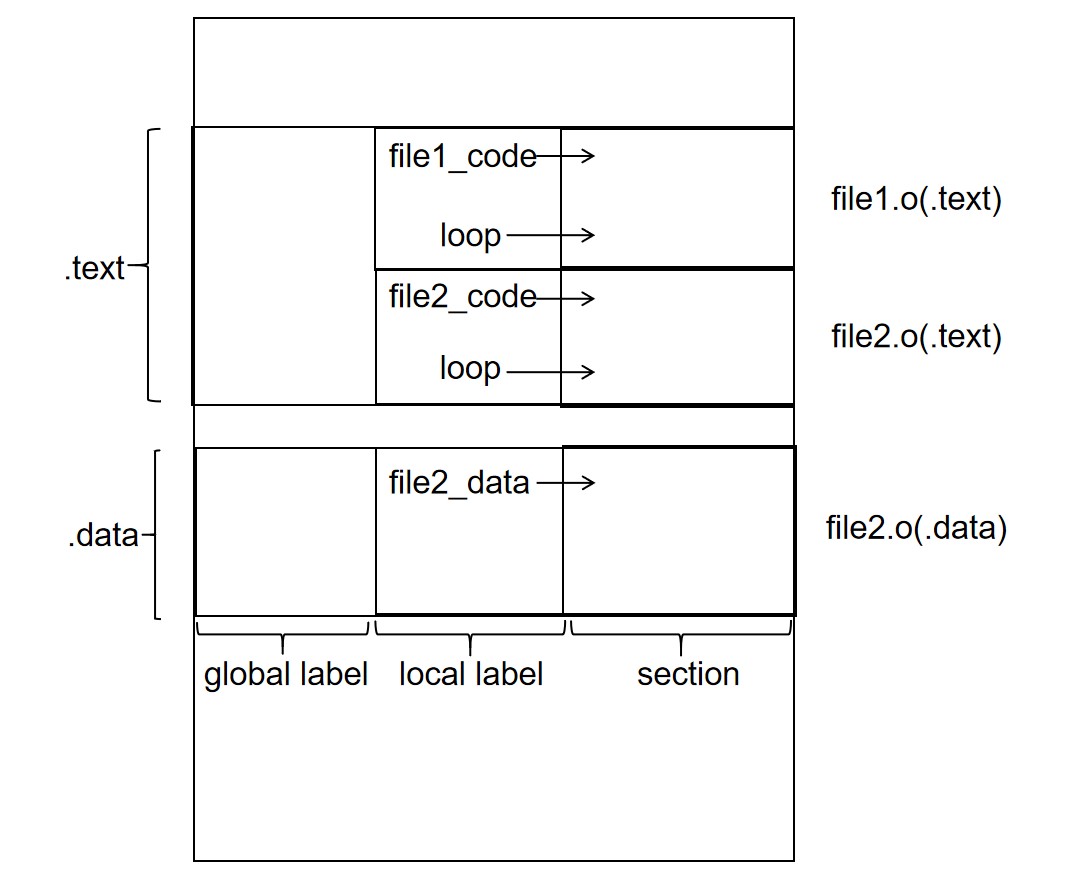 file1_code
file1.o(.text)
loop
.text
file2_code
file2.o(.text)
loop
file2_data
file2.o(.data)
.data
global label
local label
section